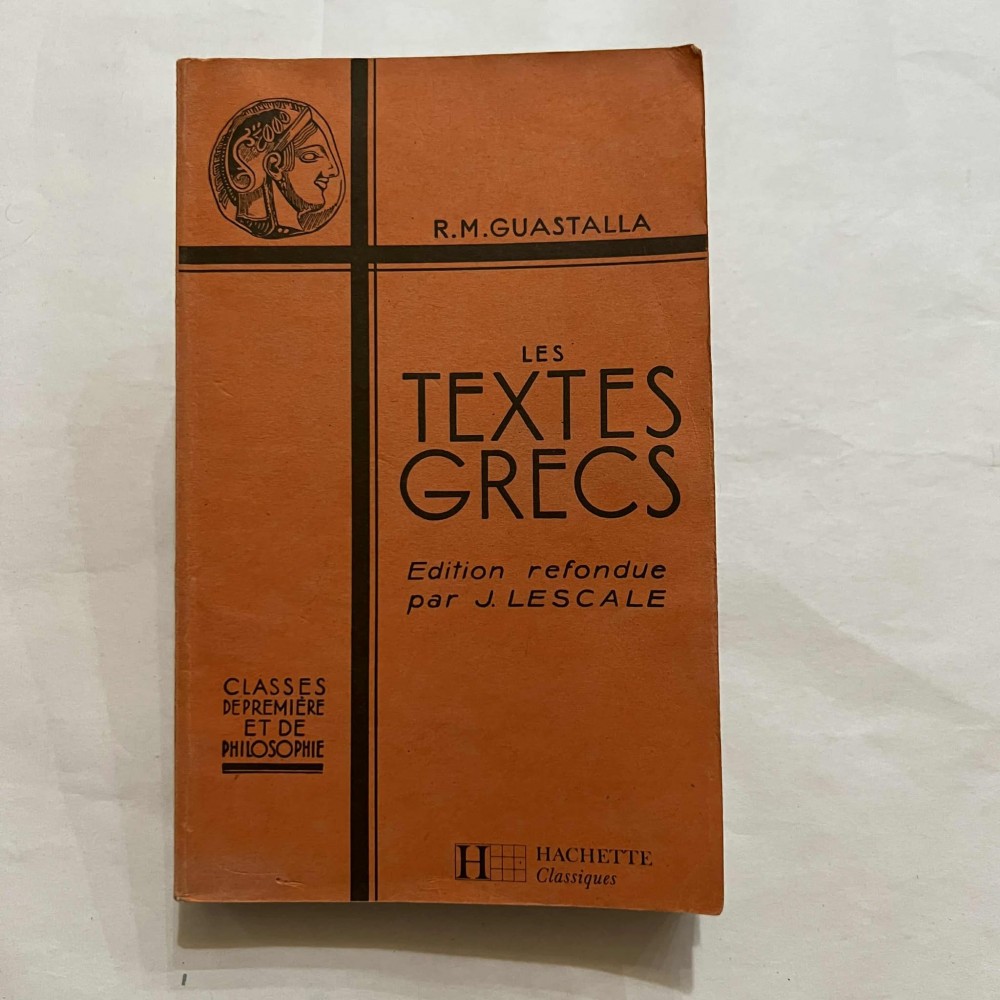 R.M.GUASTALLA
LES
TEXTES
GRECS
Edition refondue
par J. LESCALE
CLASSES
DE PREMIÈRE
ET DE
PHILOSOPHIE
H HACHETTE
Classiques